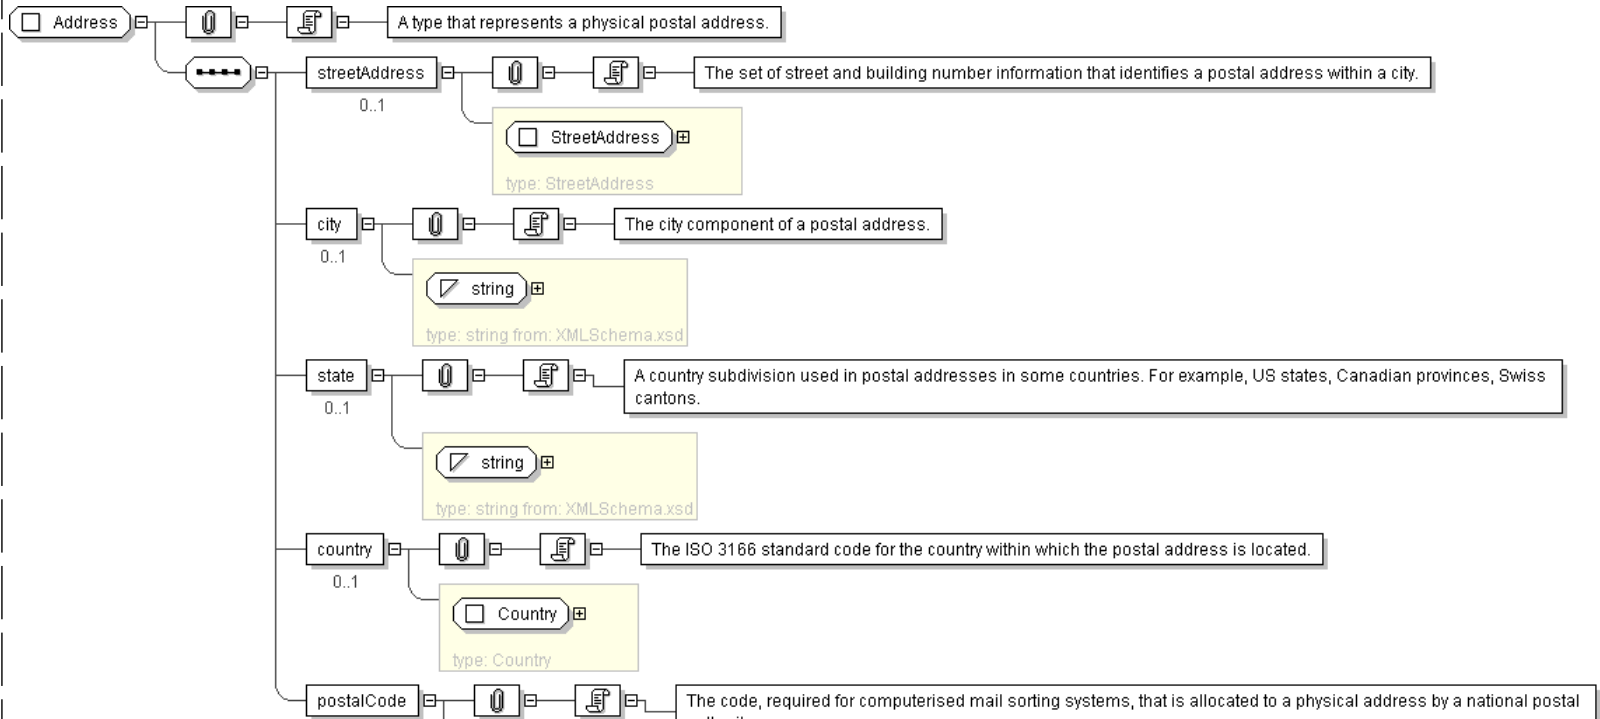 Address A type that represents a physical postal address.
streetAddress The set of street and building number information that identifies a postal address within a city.
0..1
StreetAddress
type: StreetAddress
city The city component of a postal address.
0..1
string
type: string from: XMLSchema.xsd
state A country subdivision used in postal addresses in some countries. For example, US states, Canadian provinces, Swiss
cantons.
0..1
string
type: string from: XMLSchema.xsd
country The ISO 3166 standard code for the country within which the postal address is located.
0..1
Country
type: Country
postalCode The code, required for computerised mail sorting systems, that is allocated to a physical address by a national postal